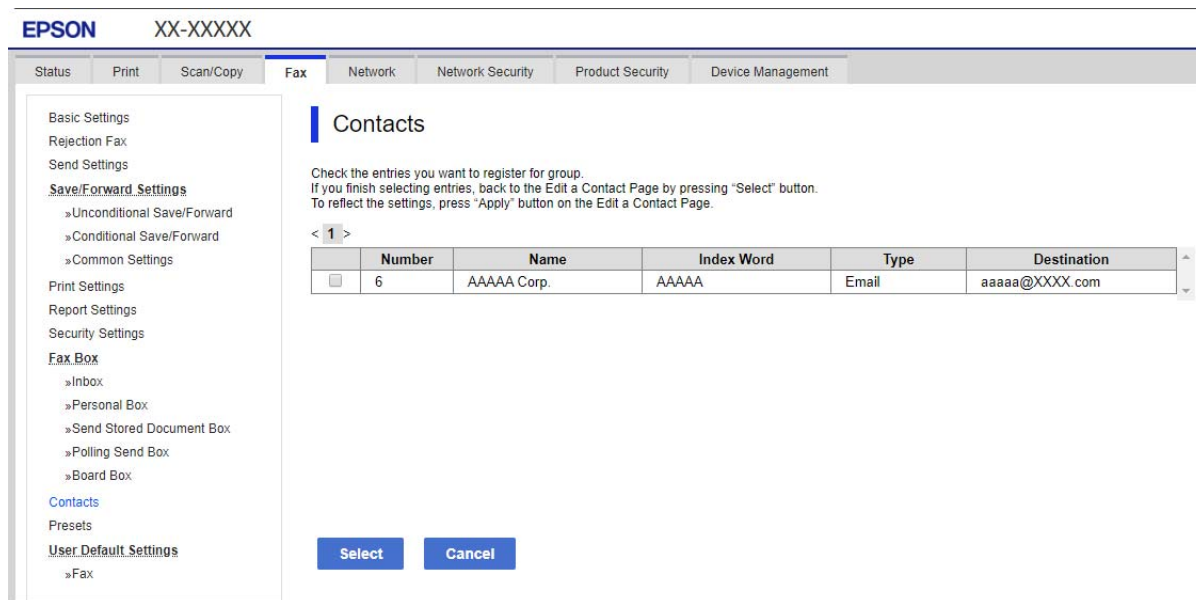 EPSON XX-XXXXX
Status Print Scan/Copy Fax Network Network Security Product Security Device Management
Basic Settings
Rejection Fax
Send Settings
Save/Forward Settings
»Unconditional Save/Forward
»Conditional Save/Forward
»Common Settings
Print Settings
Report Settings
Security Settings
Fax Box
»Inbox
»Personal Box
»Send Stored Document Box
»Polling Send Box
»Board Box
Contacts
Presets
User Default Settings
»Fax
Contacts
Check the entries you want to register for group.
If you finish selecting entries, back to the Edit a Contact Page by pressing “Select” button.
To reflect the settings, press “Apply” button on the Edit a Contact Page.
< 1 >
Number Name Index Word Type Destination
6 AAAAA Corp. AAAAA Email aaaaa@XXXX.com
Select Cancel